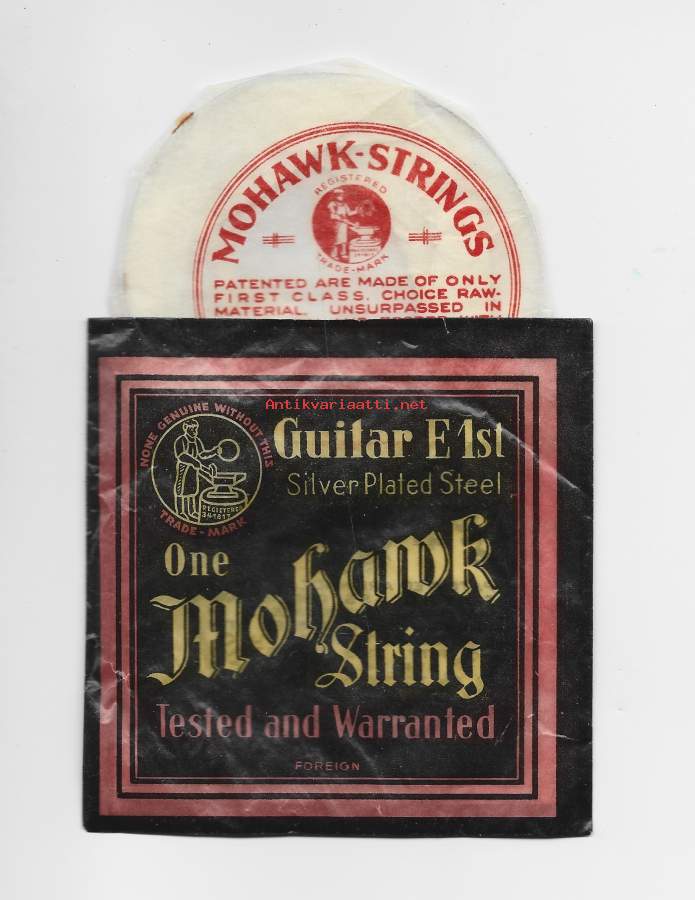 MOHAWK-STRINGS
REGISTERED
TRADE-MARK
PATENTED ARE MADE OF ONLY
FIRST CLASS, CHOICE RAW-
MATERIAL. UNSURPASSED IN
Antikvariaatti.net
NONE GENUINE WITHOUT THIS
REGISTERED
TRADE-MARK
Guitar E 1st
Silver Plated Steel
One
Mohawk
String
Tested and Warranted
FOREIGN